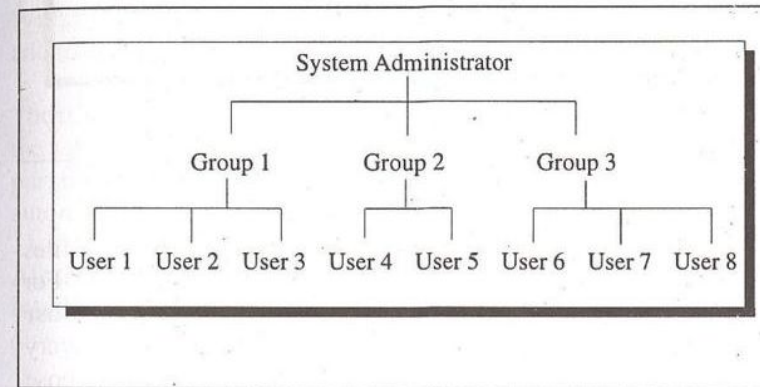 System Administrator
Group 1 Group 2 Group 3
User 1 User 2 User 3 User 4 User 5 User 6 User 7 User 8